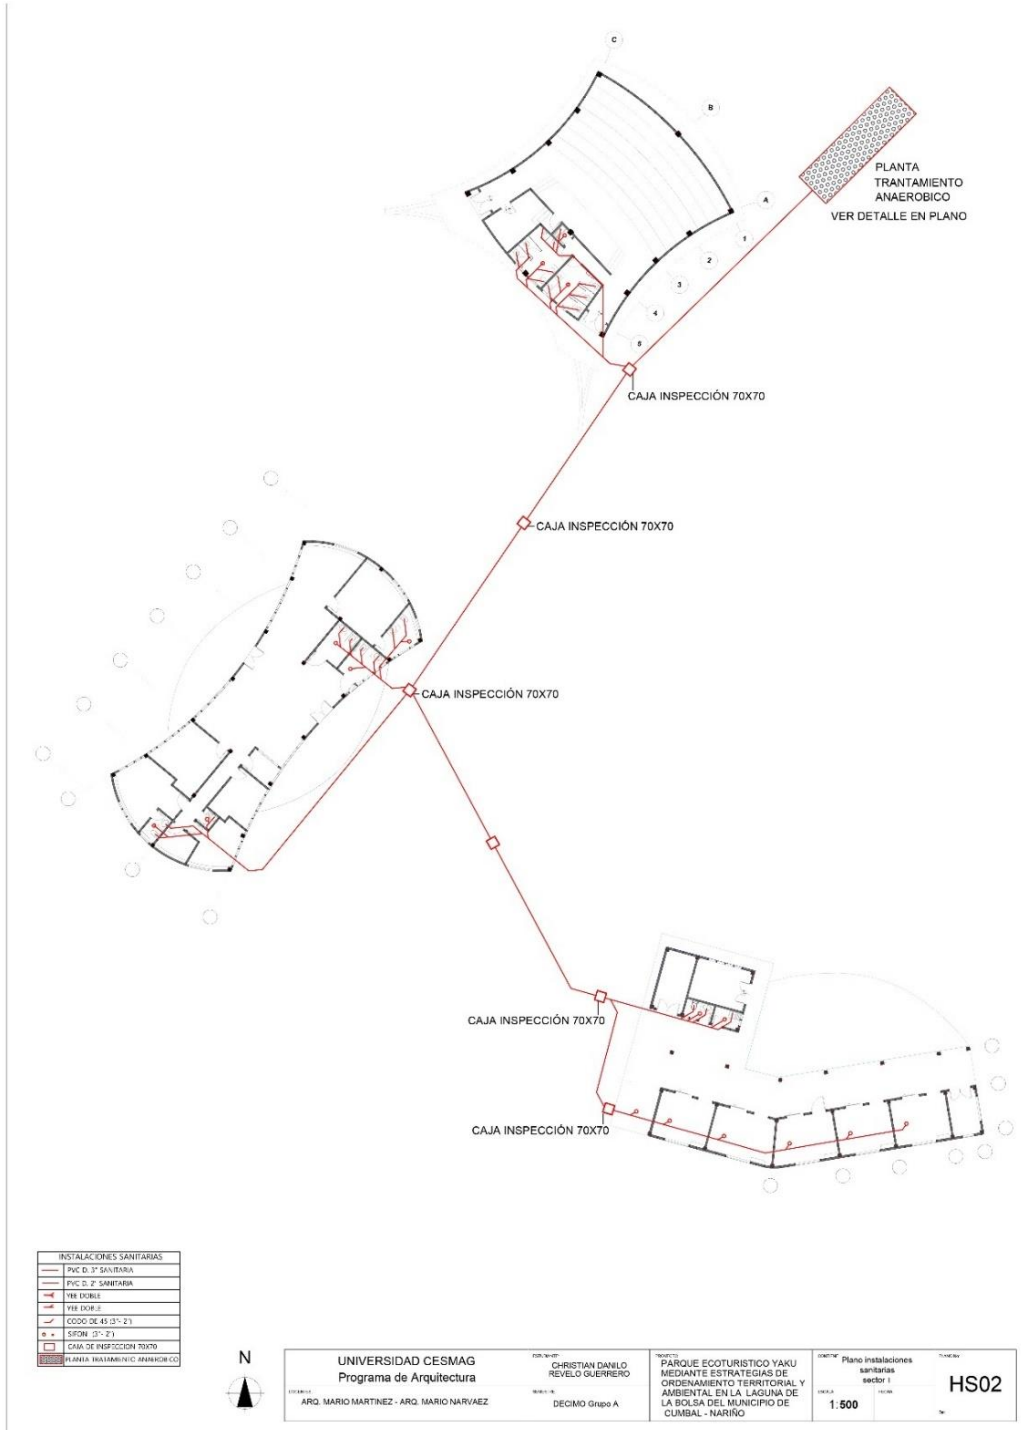 C
B
A
1
2
3
4
5
PLANTA
TRANTAMIENTO
ANAEROBICO
VER DETALLE EN PLANO
CAJA INSPECCIÓN 70X70
CAJA INSPECCIÓN 70X70
CAJA INSPECCIÓN 70X70
CAJA INSPECCIÓN 70X70
CAJA INSPECCIÓN 70X70
INSTALACIONES SANITARIAS
PVC D. 3" SANITARIA
PVC D. 2" SANITARIA
YEE DOBLE
YEE DOBLE
CODO DE 45 (3"- 2")
SIFON (3"- 2")
CAJA DE INSPECCION 70X70
PLANTA TRATAMIENTO ANAEROBICO
N
UNIVERSIDAD CESMAG
Programa de Arquitectura
ARQ. MARIO MARTINEZ - ARQ. MARIO NARVAEZ
CHRISTIAN DANILO
REVELO GUERRERO
DECIMO Grupo A
PARQUE ECOTURISTICO YAKU
MEDIANTE ESTRATEGIAS DE
ORDENAMIENTO TERRITORIAL Y
AMBIENTAL EN LA LAGUNA DE
LA BOLSA DEL MUNICIPIO DE
CUMBAL - NARIÑO
Plano instalaciones
sanitarias
sector I
1:500
HS02